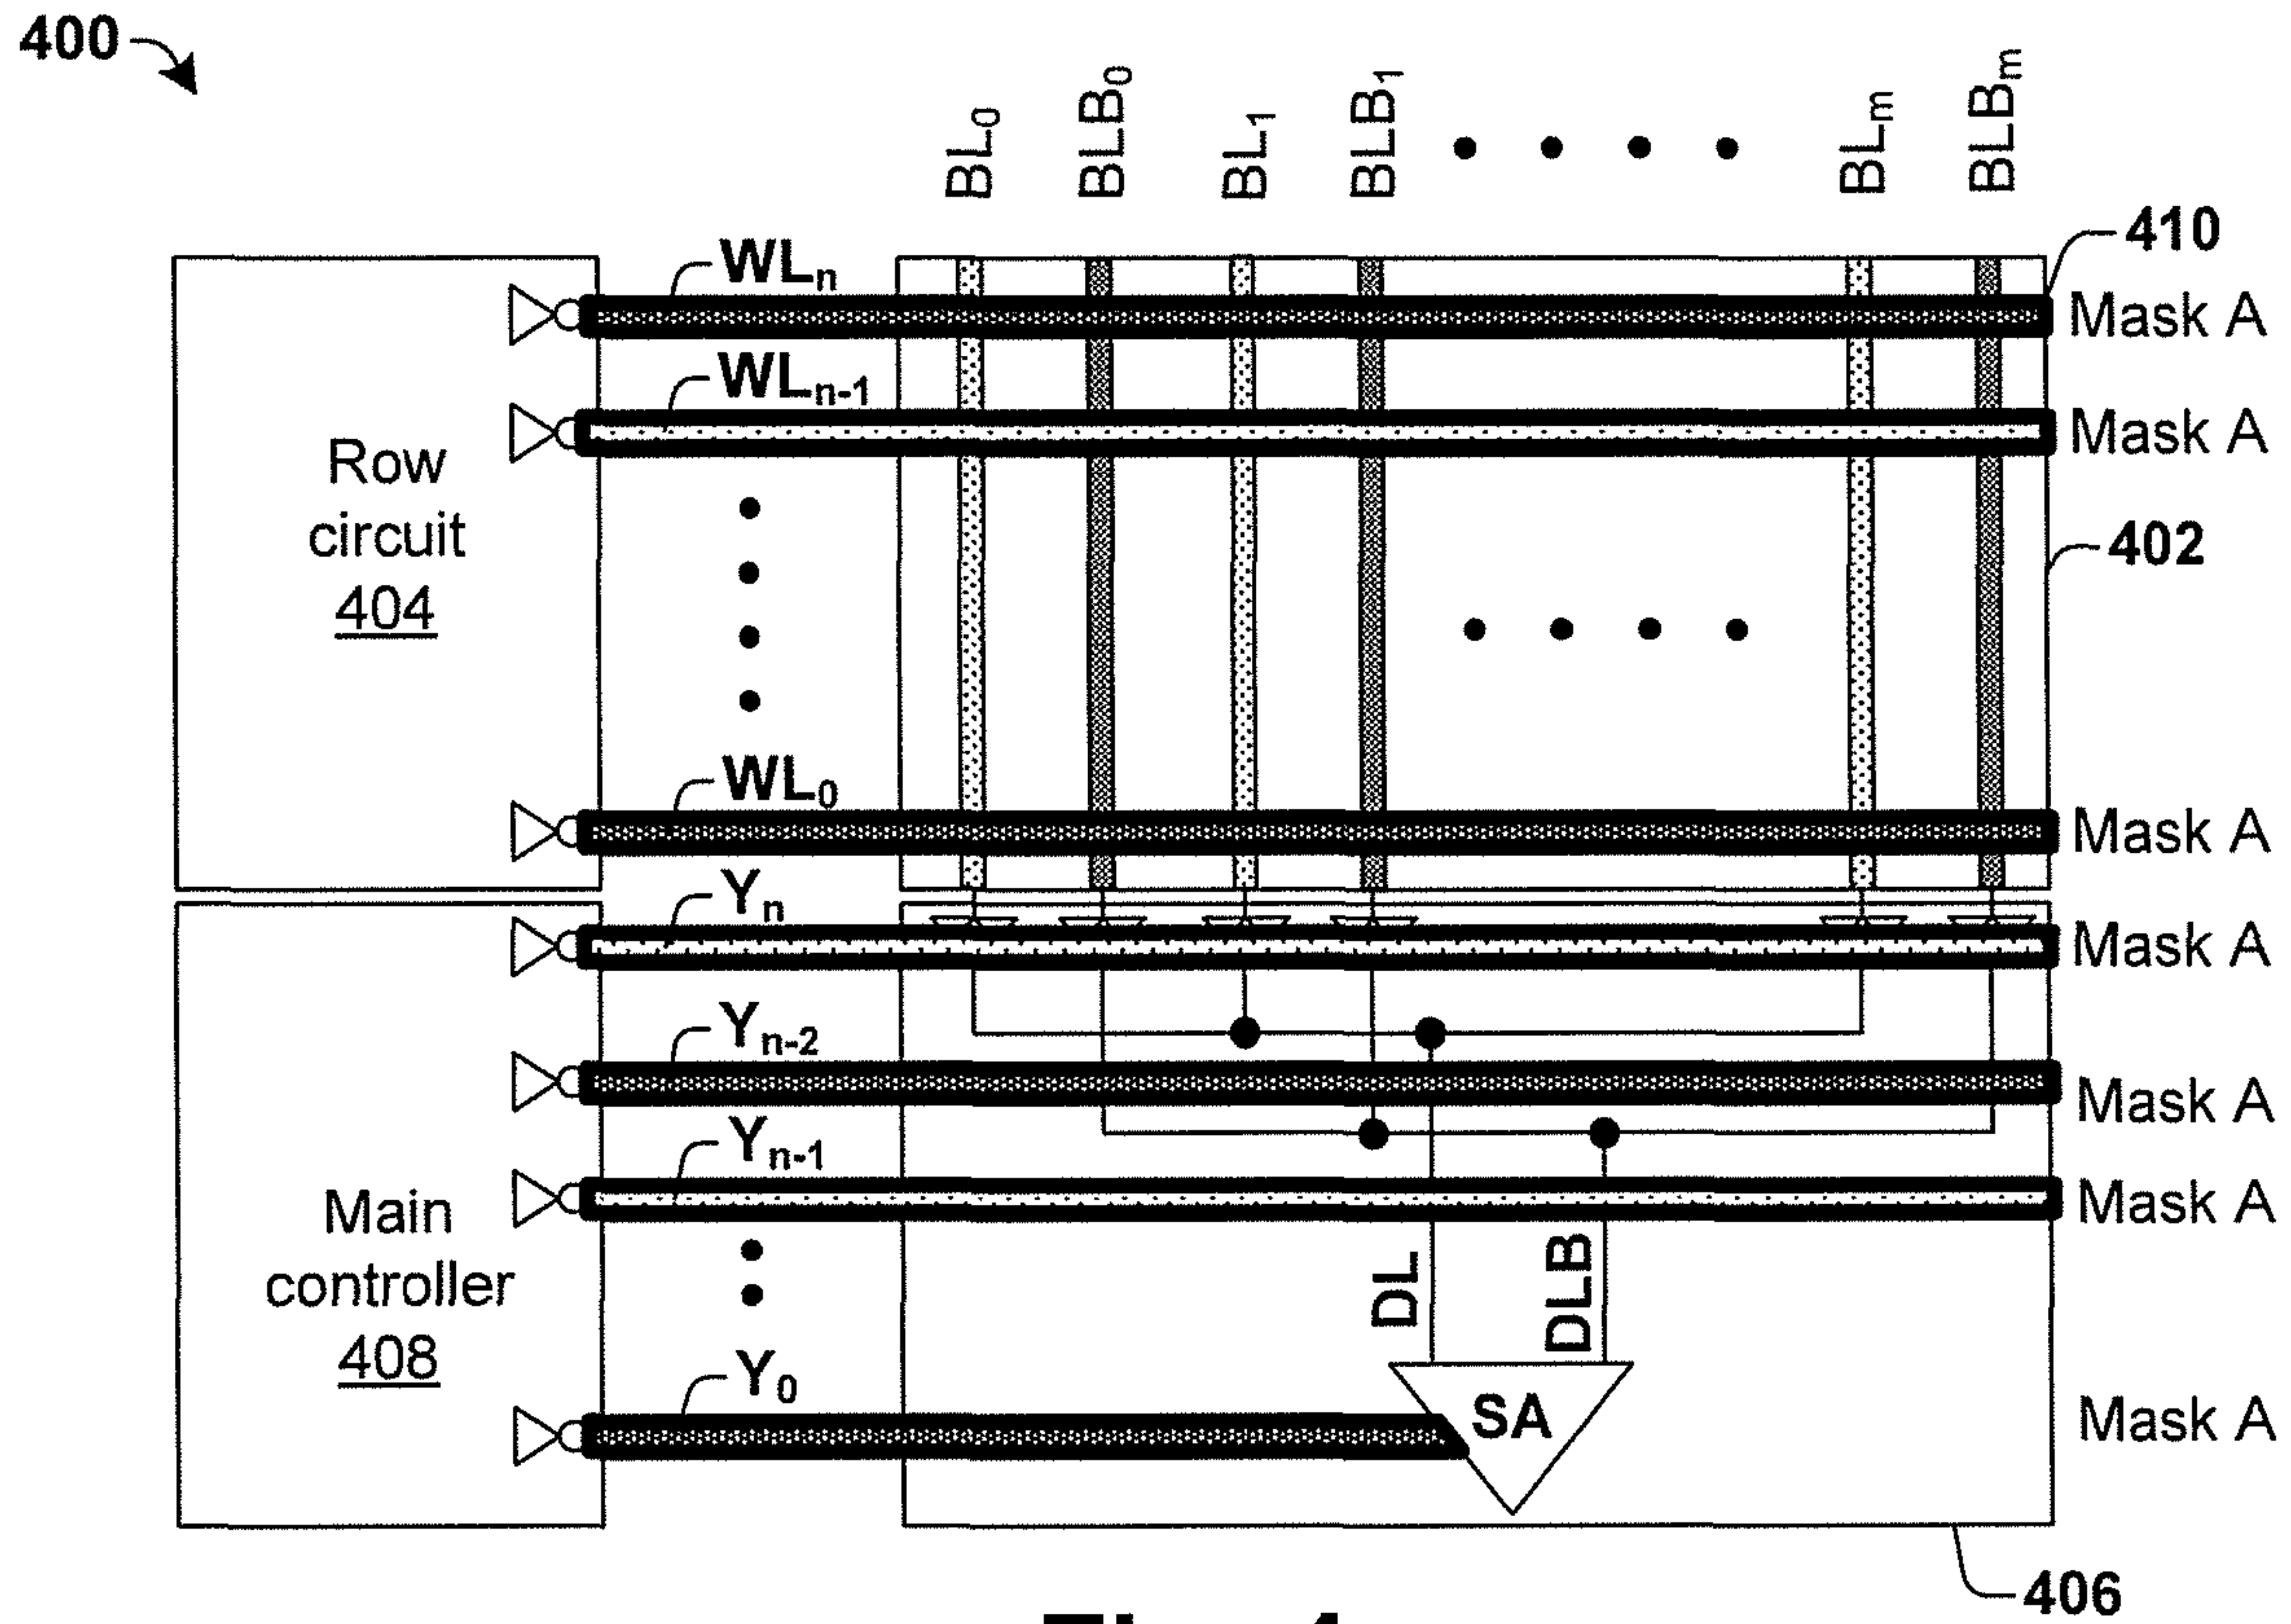 400
BL₀ BLB₀ BL₁ BLB₁ BLₘ BLBₘ
410
WLₙ
Mask A
WLₙ₋₁
Mask A
Row
circuit
404
402
WL₀
Mask A
Yₙ
Mask A
Yₙ₋₂
Mask A
Yₙ₋₁
Mask A
Main
controller
408
DL
DLB
Y₀
SA
Mask A
406